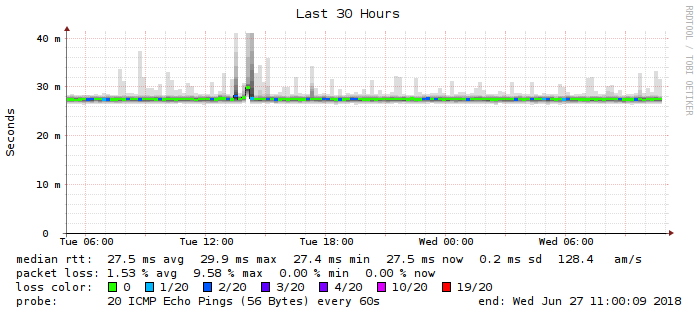 Last 30 Hours
RRDTOOL / TOBI OETIKER
Seconds
40 m
30 m
20 m
10 m
0
Tue 06:00 Tue 12:00 Tue 18:00 Wed 00:00 Wed 06:00
median rtt: 27.5 ms avg 29.9 ms max 27.4 ms min 27.5 ms now 0.2 ms sd 128.4 am/s
packet loss: 1.53 % avg 9.58 % max 0.00 % min 0.00 % now
loss color: 0 1/20 2/20 3/20 4/20 10/20 19/20
probe: 20 ICMP Echo Pings (56 Bytes) every 60s end: Wed Jun 27 11:00:09 2018